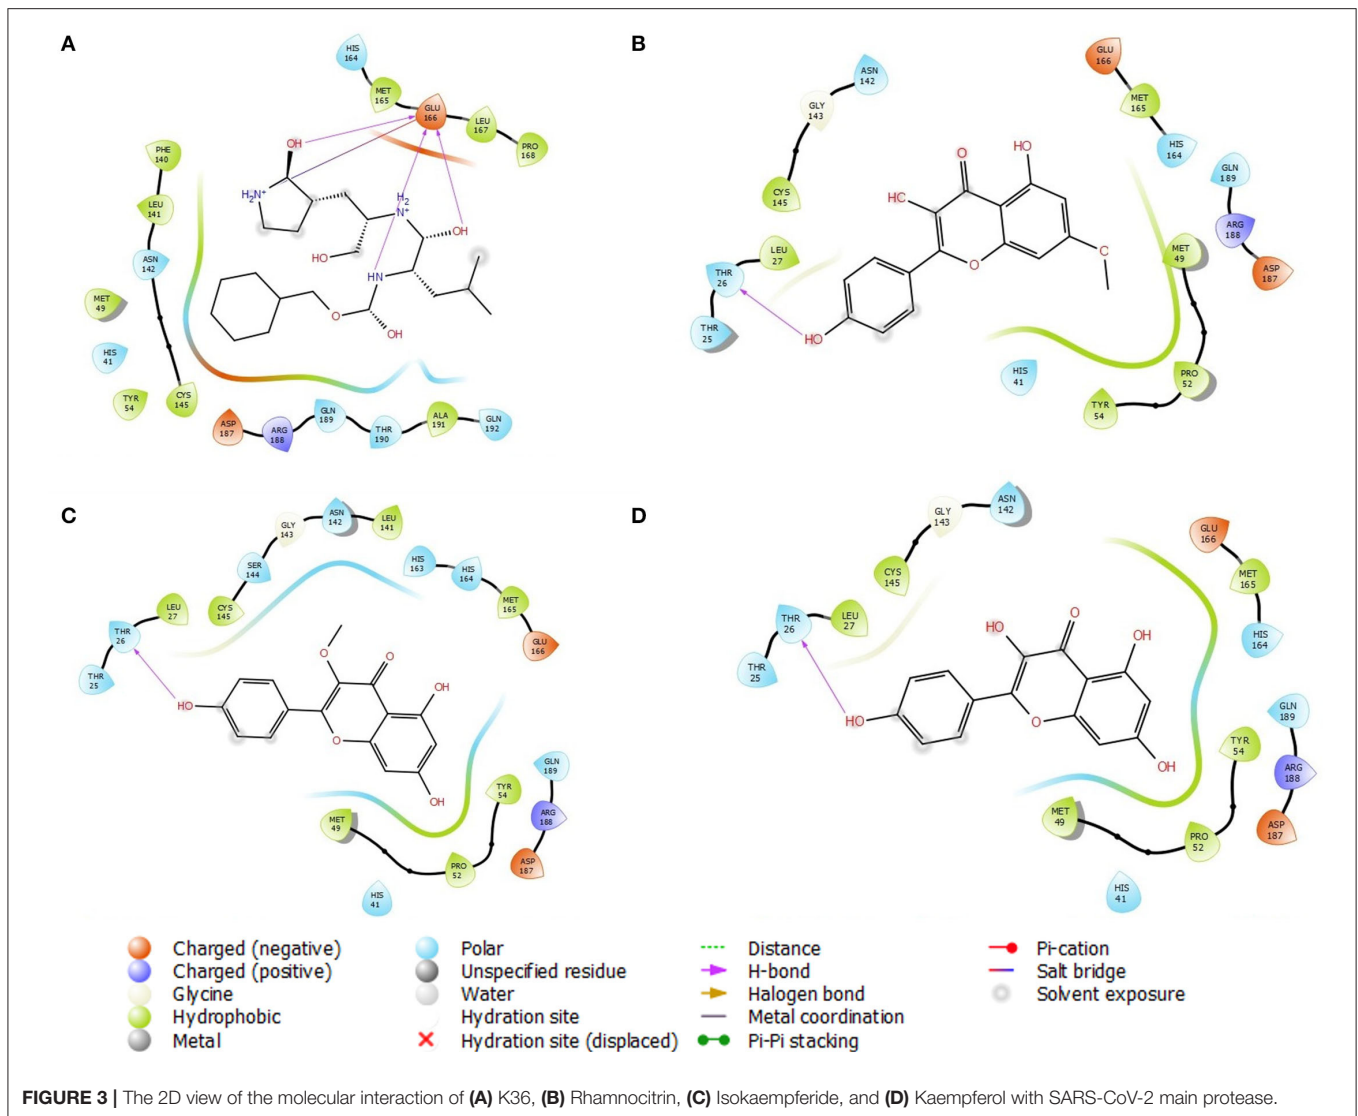 A
HIS
164
MET
165
GLU
166
LEU
167
PRO
168
PHE
140
LEU
141
ASN
142
MET
49
HIS
41
TYR
54
CYS
145
ASP
187
ARG
188
GLN
189
THR
190
ALA
191
GLN
192
OH
H2N+
H2
N+
HO
OH
HN
O
OH
B
GLU
166
ASN
142
MET
165
GLY
143
HIS
164
GLN
189
CYS
145
ARG
188
LEU
27
MET
49
THR
26
ASP
187
THR
25
HIS
41
PRO
52
TYR
54
O
HO
HC
O
C
HO
C
ASN
142
LEU
141
GLY
143
SER
144
HIS
163
HIS
164
LEU
27
CYS
145
MET
165
THR
26
GLU
166
THR
25
GLN
189
TYR
54
MET
49
ARG
188
PRO
52
ASP
187
HIS
41
O
O
OH
HO
O
OH
D
ASN
142
GLY
143
GLU
166
CYS
145
MET
165
THR
26
LEU
27
HIS
164
THR
25
GLN
189
TYR
54
ARG
188
MET
49
ASP
187
PRO
52
HIS
41
HO
O
OH
HO
O
OH
Charged (negative)
Charged (positive)
Glycine
Hydrophobic
Metal
Polar
Unspecified residue
Water
Hydration site
Hydration site (displaced)
Distance
H-bond
Halogen bond
Metal coordination
Pi-Pi stacking
Pi-cation
Salt bridge
Solvent exposure
FIGURE 3 | The 2D view of the molecular interaction of (A) K36, (B) Rhamnocitrin, (C) Isokaempferide, and (D) Kaempferol with SARS-CoV-2 main protease.